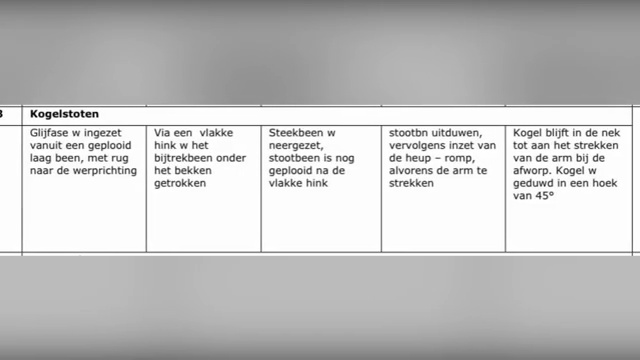 3
Kogelstoten
Glijfase w ingezet
vanuit een geplooid
laag been, met rug
naar de werprichting
Via een vlakke
hink w het
bijtrekbeen onder
het bekken
getrokken
Steekbeen w
neergezet,
stootbeen is nog
geplooid na de
vlakke hink
stootbn uitduwen,
vervolgens inzet van
de heup – romp,
alvorens de arm te
strekken
Kogel blijft in de nek
tot aan het strekken
van de arm bij de
afworp. Kogel w
geduwd in een hoek
van 45°